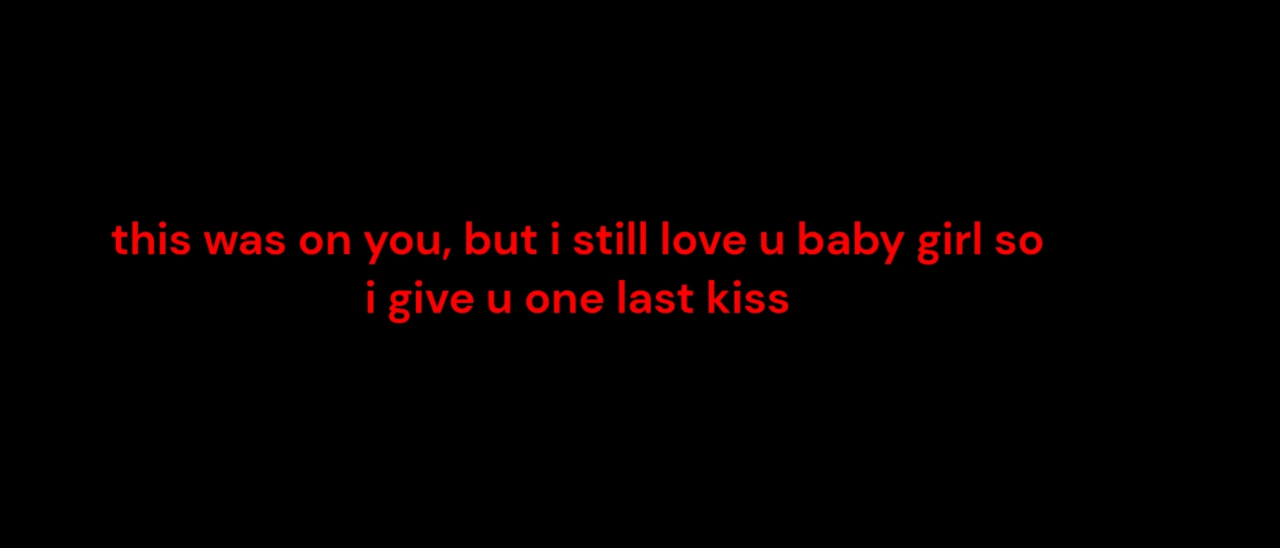 this was on you, but i still love u baby girl so
i give u one last kiss